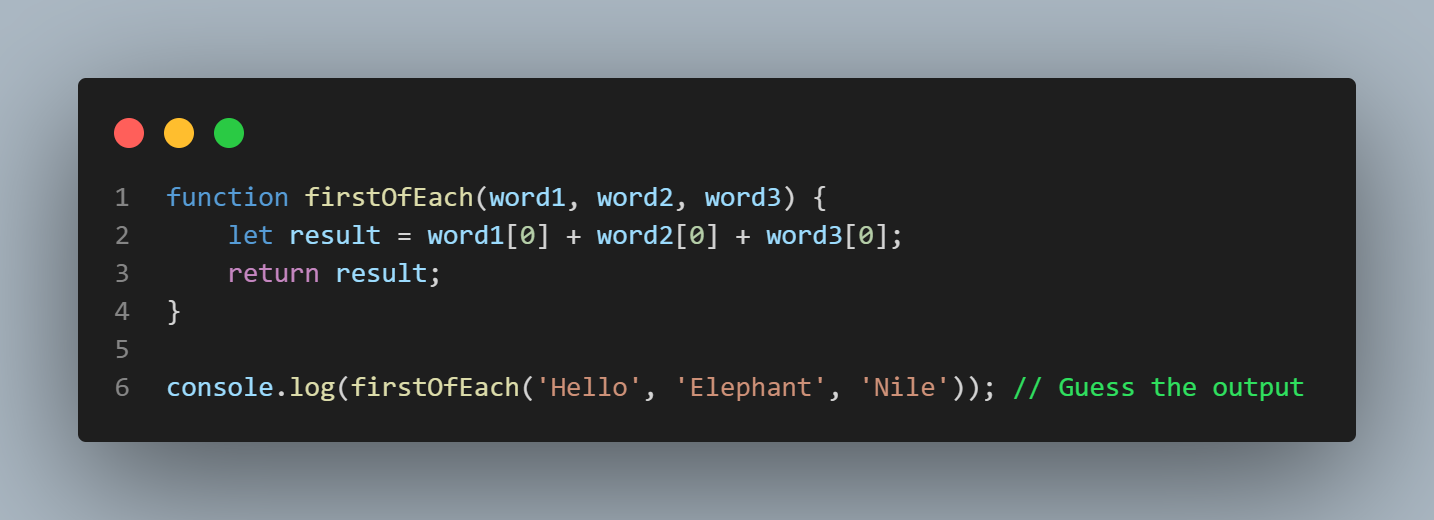 1 function firstOfEach(word1, word2, word3) {
2     let result = word1[0] + word2[0] + word3[0];
3     return result;
4 }
5
6 console.log(firstOfEach('Hello', 'Elephant', 'Nile')); // Guess the output